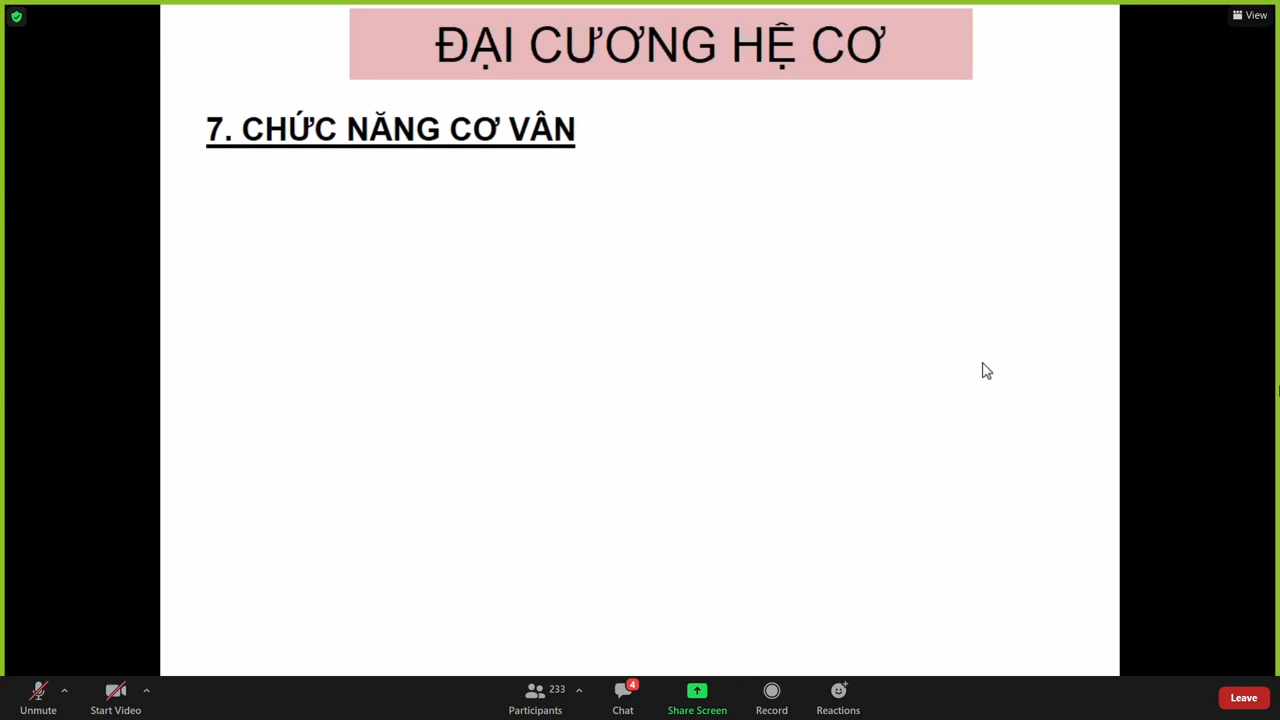 View
ĐẠI CƯƠNG HỆ CƠ
7. CHỨC NĂNG CƠ VÂN
Unmute
Start Video
233
Participants
4
Chat
Share Screen
Record
Reactions
Leave